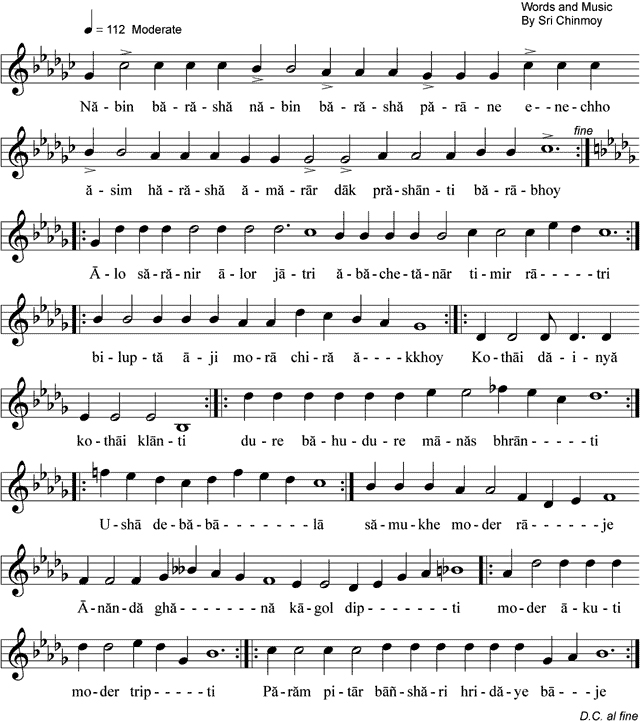 ♩ = 112 Moderate
Words and Music
By Sri Chinmoy
Nā-bin bā-rā-shā nā-bin bā-rā-shā pā-rā-ne e-ne-chho
fine
ā-sim hā-rā-shā ā-mā-rār dāk prā-shān-ti bā-rā-bhoy
Ā-lo sā-rā-nir ā-lor jā-tri ā-bā-che-tā-nār ti-mir rā-----tri
bi-lup-tā ā-ji mo-rā chi-rā ā----kkhoy Ko-thāi dā-i-nyā
ko-thāi klān-ti du-re bā-hu-du-re mā-nās bhrān-----ti
U-shā de-bā-bā------lā sā-mu-khe mo-der rā----je
Ā-nān-dā ghā------nā kā-gol dip-----ti mo-der ā-ku-ti
mo-der trip----ti Pā-rām pi-tār bāñ-shā-ri hri-dā-ye bā---je
D.C. al fine